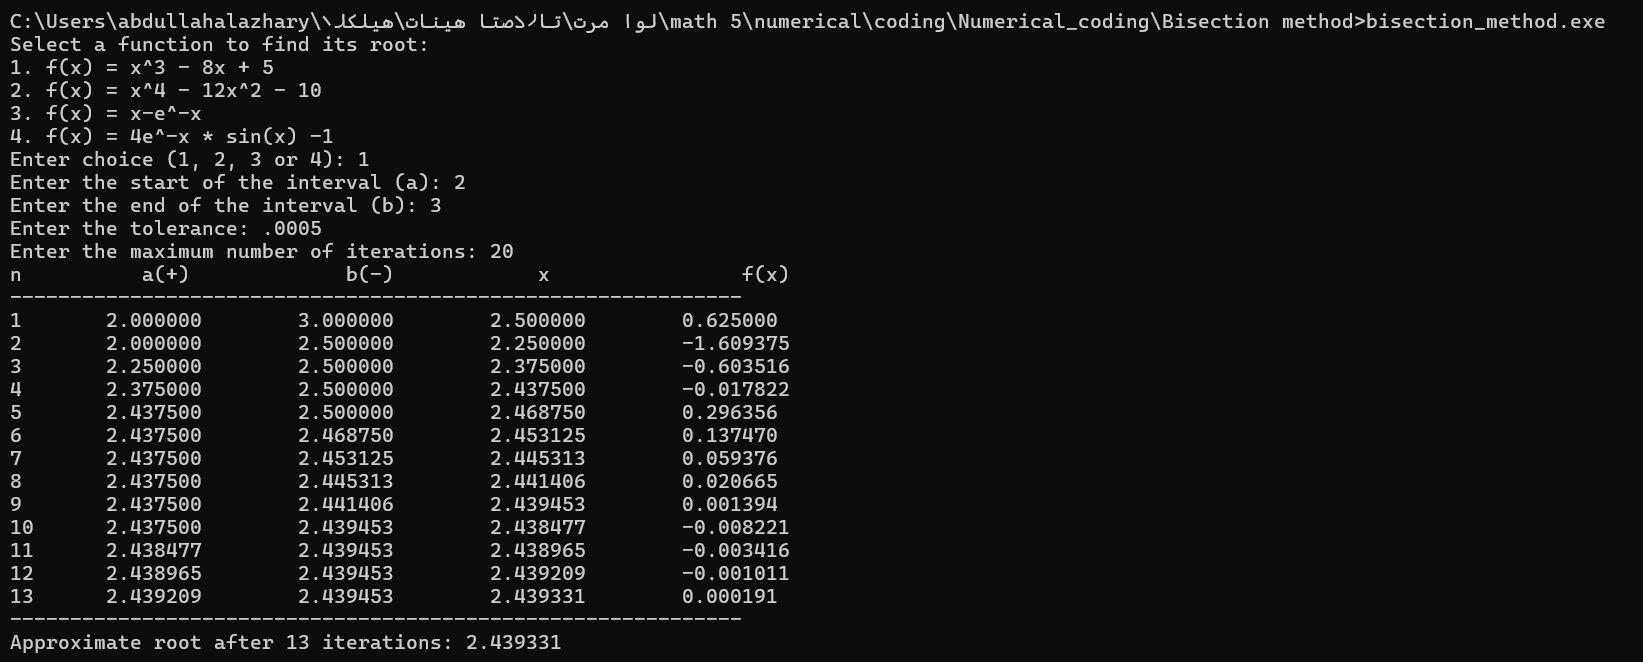 C:\Users\abdullahalazhary\الكليه\تانيه اتصالات\ترم اول\math 5\numerical\coding\Numerical_coding\Bisection method>bisection_method.exe
Select a function to find its root:
1. f(x) = x^3 - 8x + 5
2. f(x) = x^4 - 12x^2 - 10
3. f(x) = x-e^-x
4. f(x) = 4e^-x * sin(x) -1
Enter choice (1, 2, 3 or 4): 1
Enter the start of the interval (a): 2
Enter the end of the interval (b): 3
Enter the tolerance: .0005
Enter the maximum number of iterations: 20
n          a(+)             b(-)            x                f(x)
-------------------------------------------------------------
1       2.000000        3.000000        2.500000        0.625000
2       2.000000        2.500000        2.250000        -1.609375
3       2.250000        2.500000        2.375000        -0.603516
4       2.375000        2.500000        2.437500        -0.017822
5       2.437500        2.500000        2.468750        0.296356
6       2.437500        2.468750        2.453125        0.137470
7       2.437500        2.453125        2.445313        0.059376
8       2.437500        2.445313        2.441406        0.020665
9       2.437500        2.441406        2.439453        0.001394
10      2.437500        2.439453        2.438477        -0.008221
11      2.438477        2.439453        2.438965        -0.003416
12      2.438965        2.439453        2.439209        -0.001011
13      2.439209        2.439453        2.439331        0.000191
-------------------------------------------------------------
Approximate root after 13 iterations: 2.439331